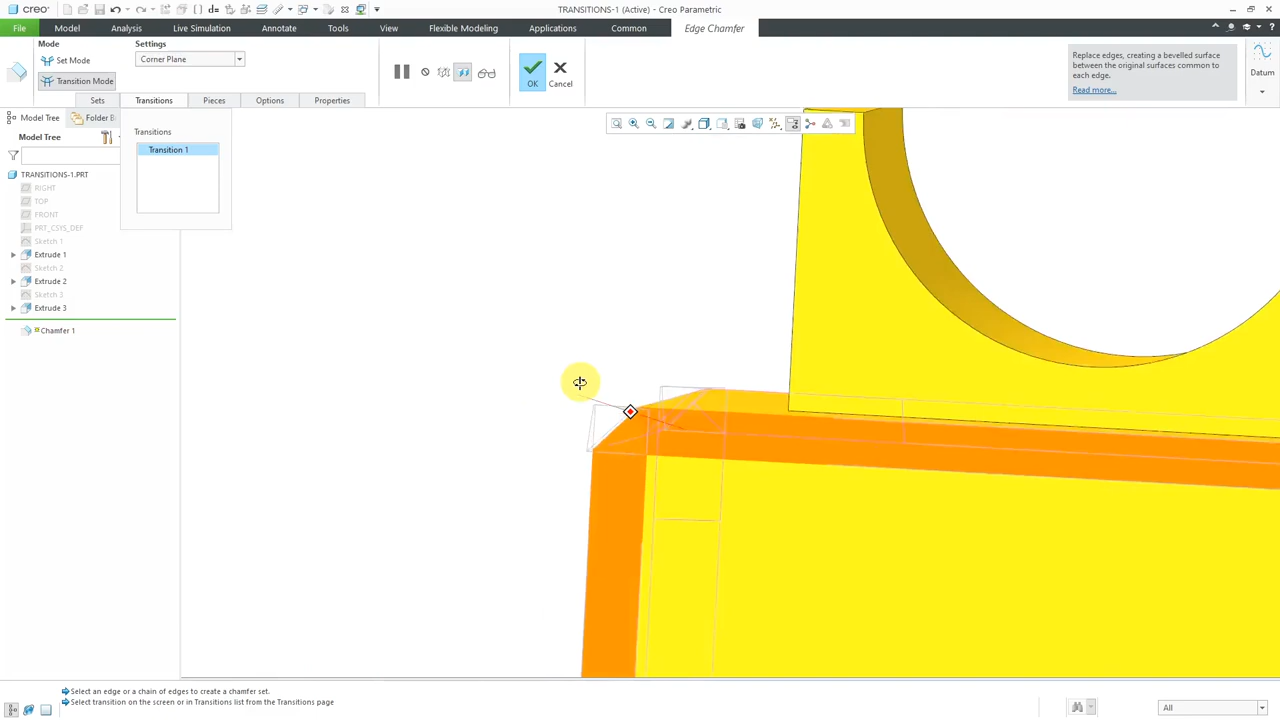 creo
TRANSITIONS-1 (Active) - Creo Parametric
File Model Analysis Live Simulation Annotate Tools View Flexible Modeling Applications Common Edge Chamfer
Mode Settings
Set Mode Corner Plane
Transition Mode
OK Cancel
Replace edges, creating a bevelled surface
between the original surfaces common to
each edge.
Read more...
Datum
Sets Transitions Pieces Options Properties
Model Tree Folder B
Model Tree
Transitions
Transition 1
TRANSITIONS-1.PRT
RIGHT
TOP
FRONT
PRT_CSYS_DEF
Sketch 1
Extrude 1
Sketch 2
Extrude 2
Sketch 3
Extrude 3
Chamfer 1
Select an edge or a chain of edges to create a chamfer set.
Select transition on the screen or in Transitions list from the Transitions page
All